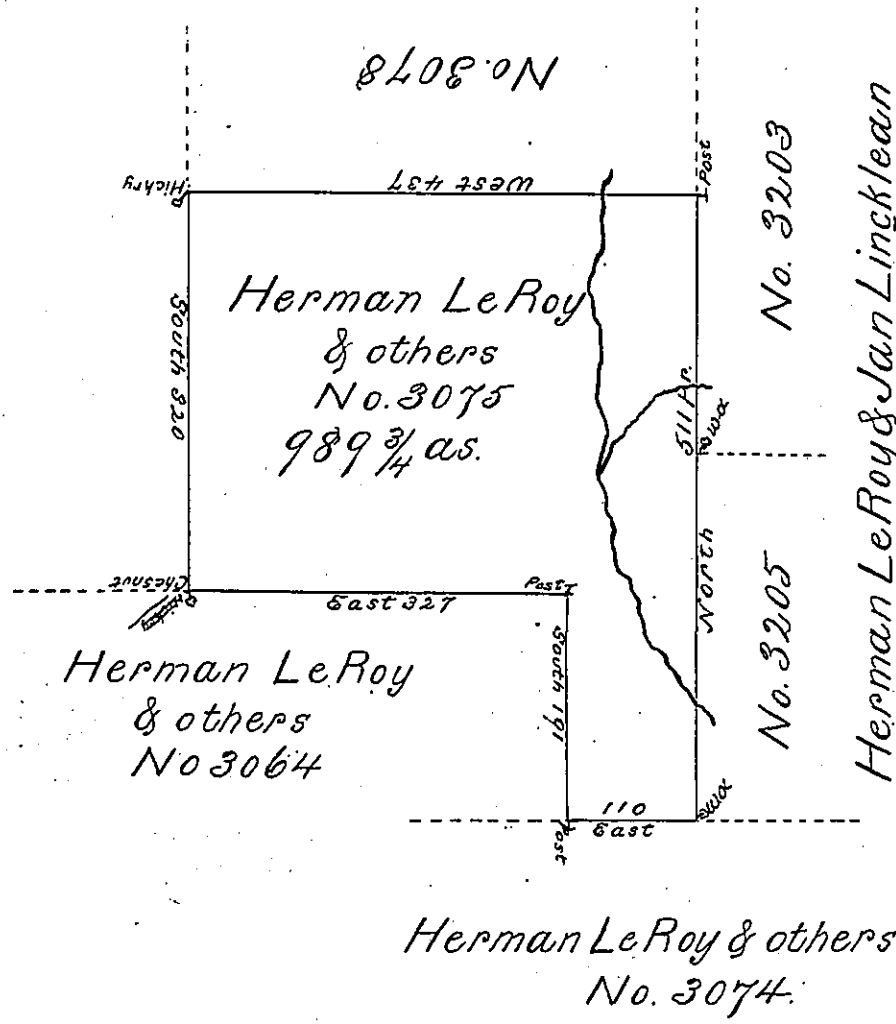 No. 3078
Hickry
West 437
Post
No. 3203
Herman LeRoy & Jan Lincklean
South 320
Herman LeRoy
& others
No. 3075
989 3/4 as.
511 Pr.
North
Chesnut
East 327
Post
South 191
No. 3205
Herman LeRoy
& others
No 3064
110
East
Post
Herman LeRoy & others
No. 3074.